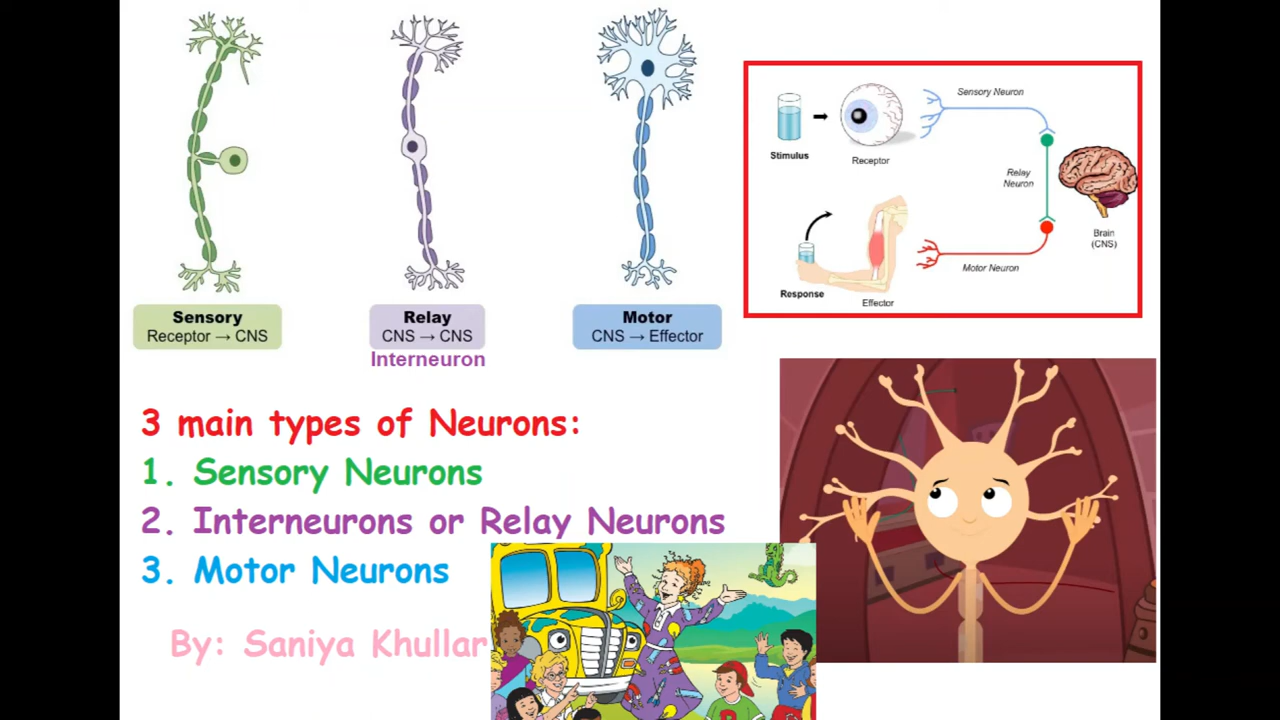 Sensory
Receptor → CNS
Relay
CNS → CNS
Interneuron
Motor
CNS → Effector
Sensory Neuron
Stimulus
Receptor
Relay
Neuron
Brain
(CNS)
Motor Neuron
Response
Effector
3 main types of Neurons:
1. Sensory Neurons
2. Interneurons or Relay Neurons
3. Motor Neurons
By: Saniya Khullar